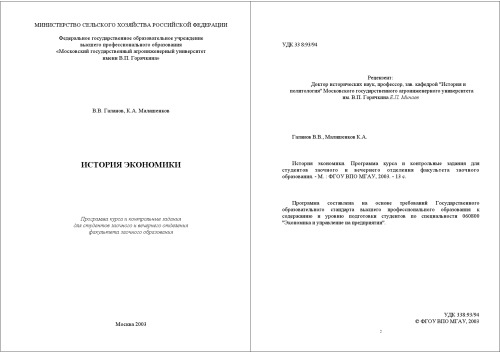 МИНИСТЕРСТВО СЕЛЬСКОГО ХОЗЯЙСТВА РОССИЙСКОЙ ФЕДЕРАЦИИ
Федеральное государственное образовательное учреждение
высшего профессионального образования
«Московский государственный агроинженерный университет
имени В.П. Горячкина»
В.В. Галанов, К.А. Малашенков
ИСТОРИЯ ЭКОНОМИКИ
Программа курса и контрольные задания
для студентов заочного и вечернего отделения
факультета заочного образования
Москва 2003
УДК 33 8:93/94
Рецензент:
Доктор исторических наук, профессор, зав. кафедрой "История и
политология" Московского государственного агроинженерного университета
им. В.П. Горячкина Е.П.
Галанов В.В., Малашенков К.А.
История экономики. Программа курса и контрольные задания для
студентов заочного и вечернего отделения факультета заочного
образования. - М. : ФГОУ ВПО МГАУ, 2003. - 13 с.
Программа составлена на основе требований Государственного
образовательного стандарта высшего профессионального образования к
содержанию и уровню подготовки студентов по специальности 060800
"Экономика и управление на предприятии".
УДК 338:93/94
© ФГОУ ВПО МГАУ, 2003
2